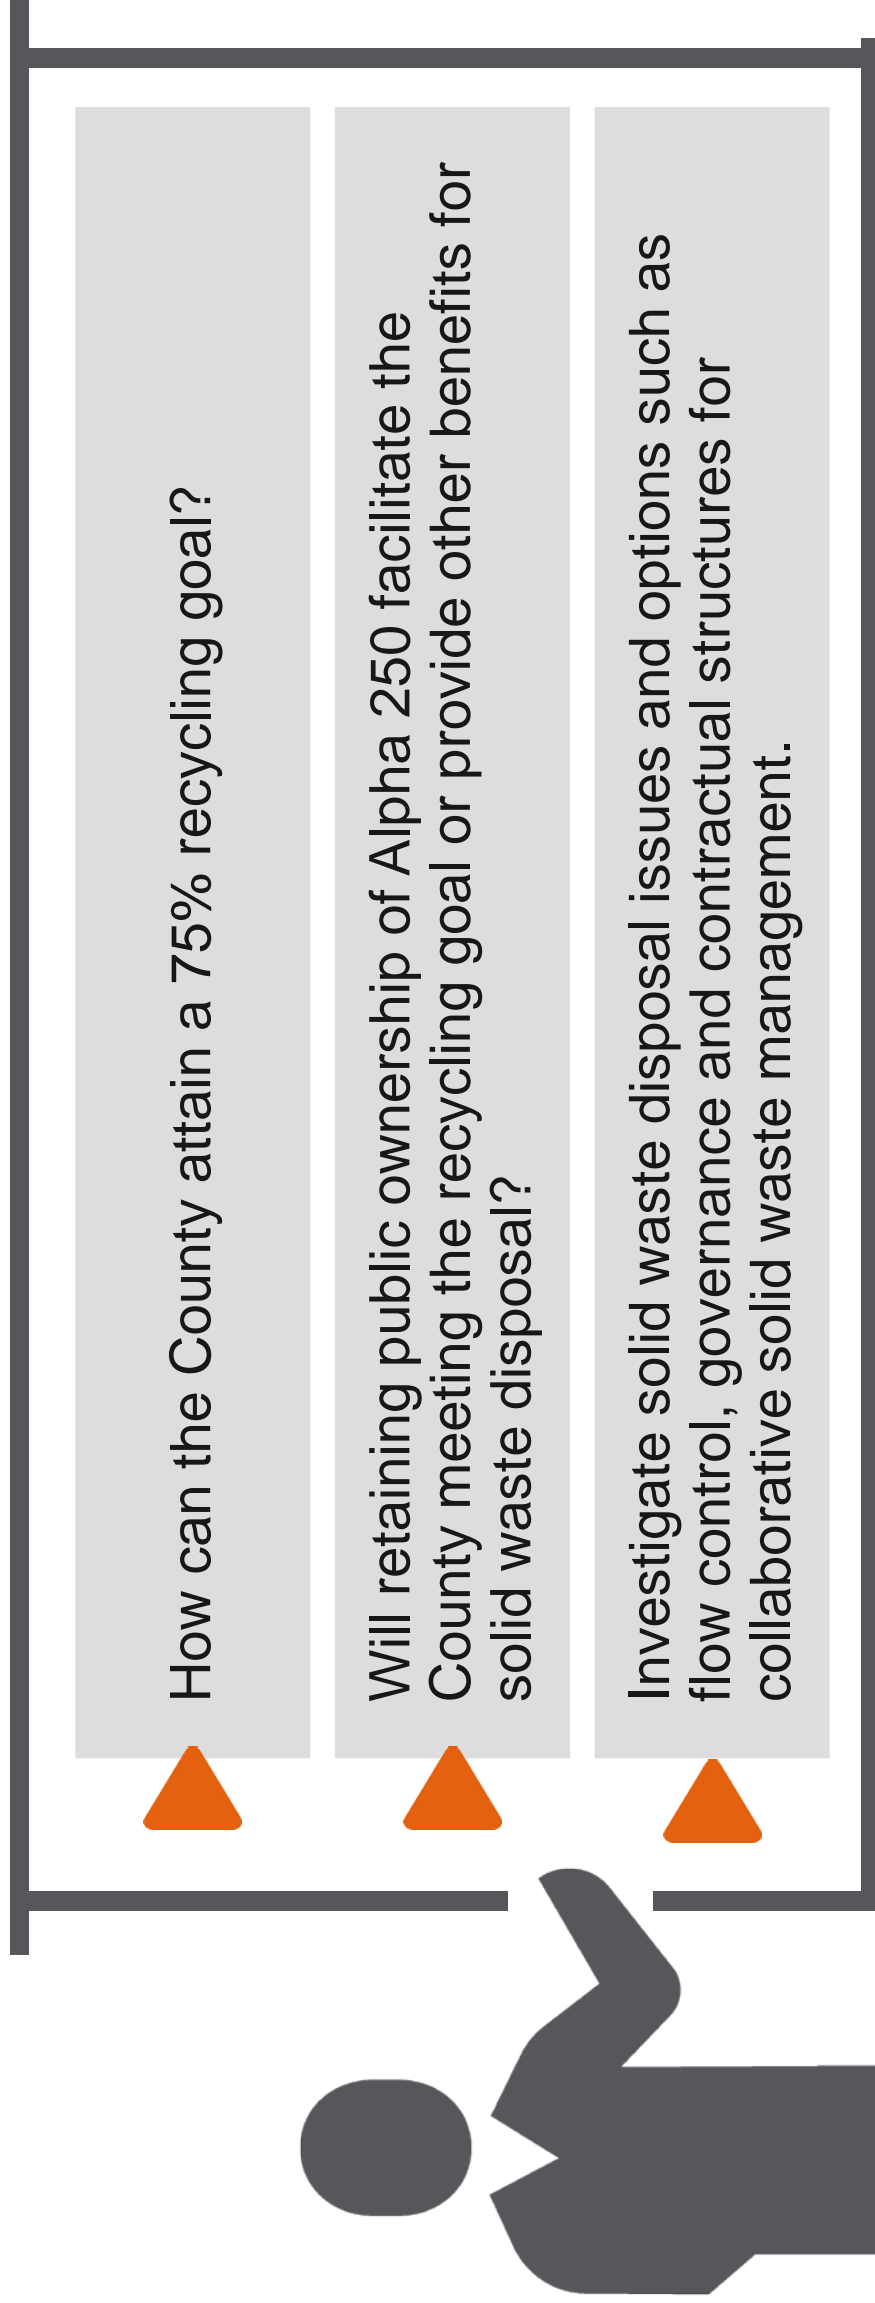 How can the County attain a 75% recycling goal?
Will retaining public ownership of Alpha 250 facilitate the
County meeting the recycling goal or provide other benefits for
solid waste disposal?
Investigate solid waste disposal issues and options such as
flow control, governance and contractual structures for
collaborative solid waste management.